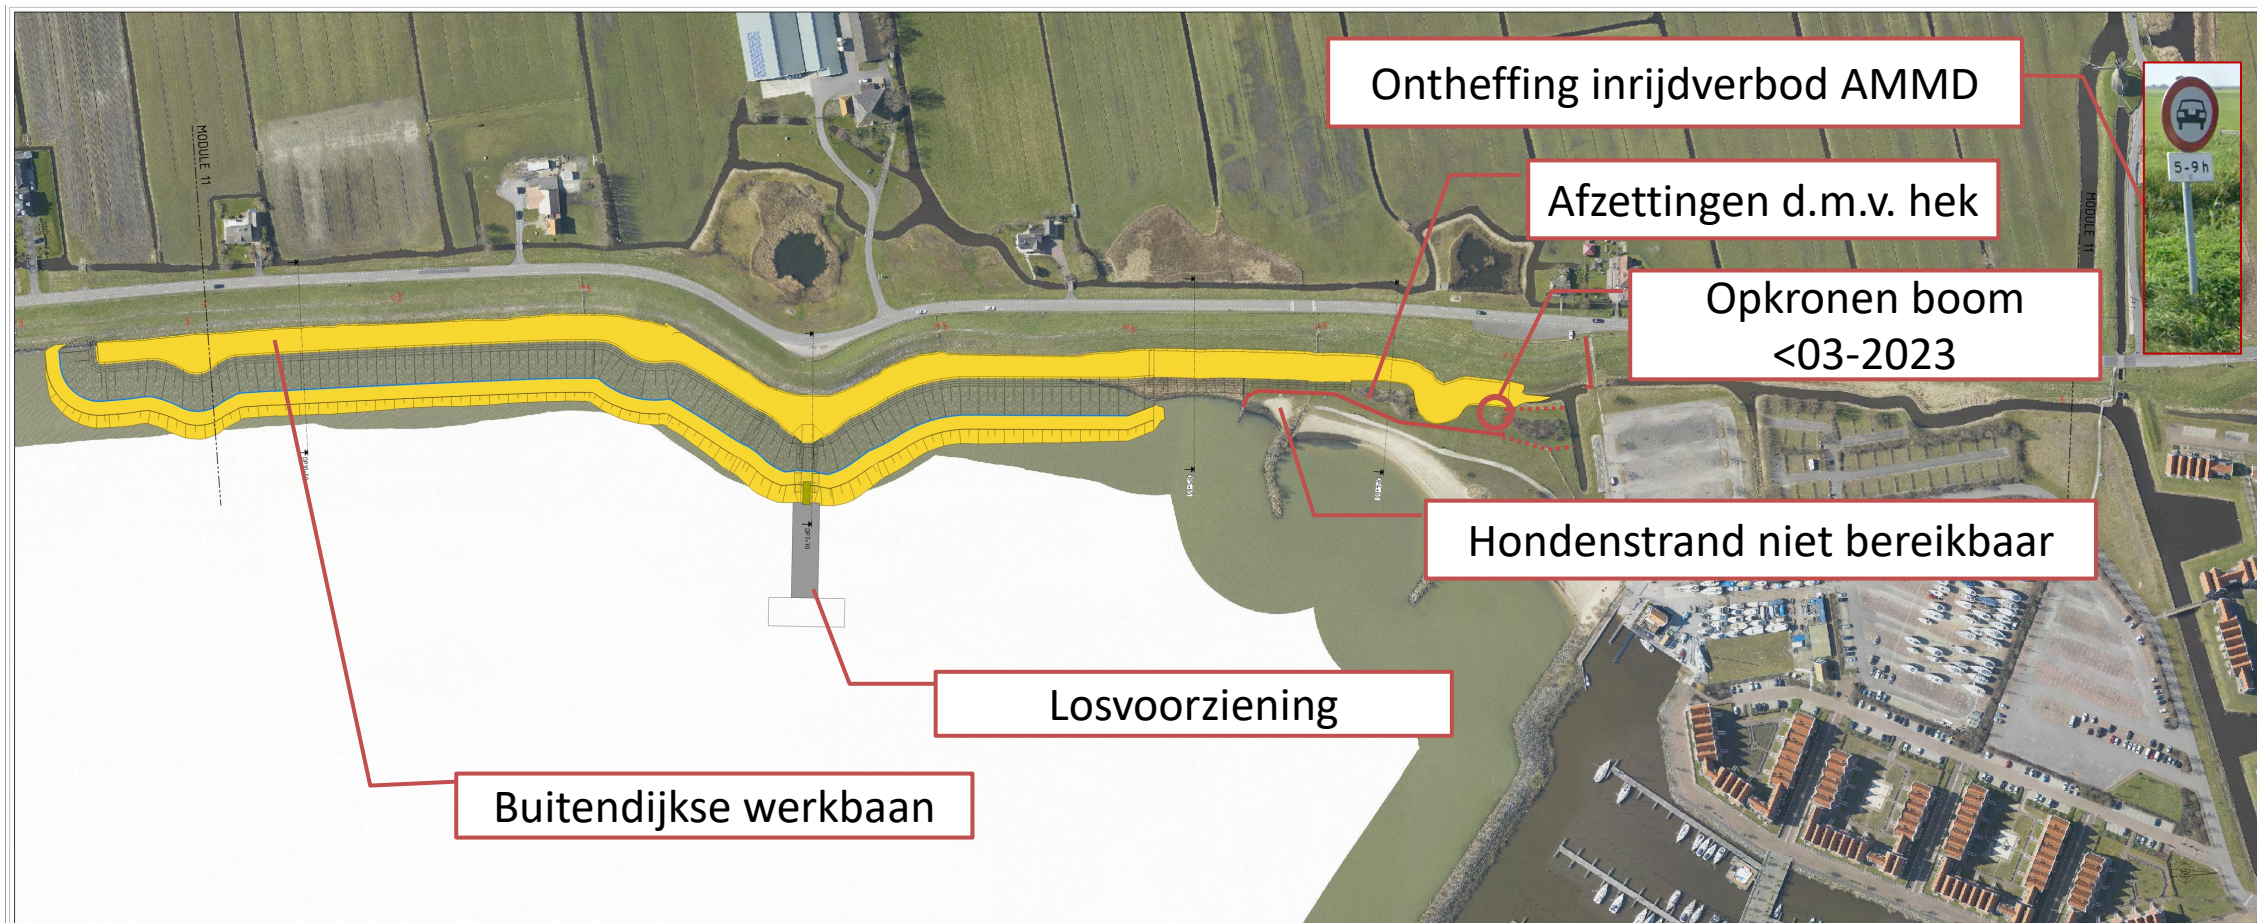 Ontheffing inrijdverbod AMMD
5-9h
MODULE 11
Afzettingen d.m.v. hek
MODULE 11
Opkronen boom
<03-2023
Hondenstrand niet bereikbaar
Losvoorziening
Buitendijkse werkbaan